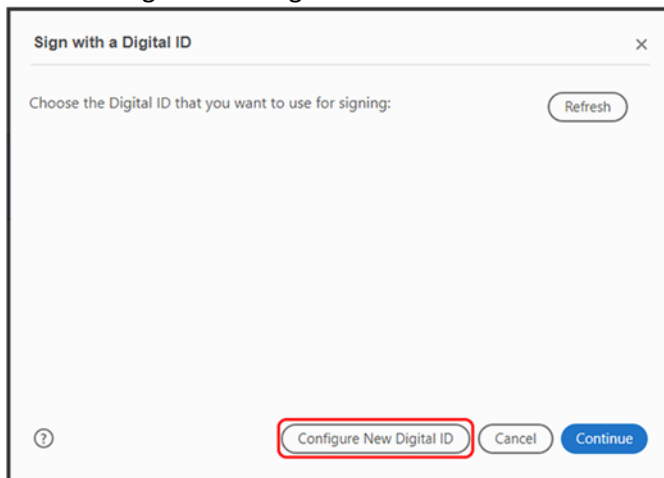 Sign with a Digital ID ×
Choose the Digital ID that you want to use for signing: Refresh
? Configure New Digital ID Cancel Continue